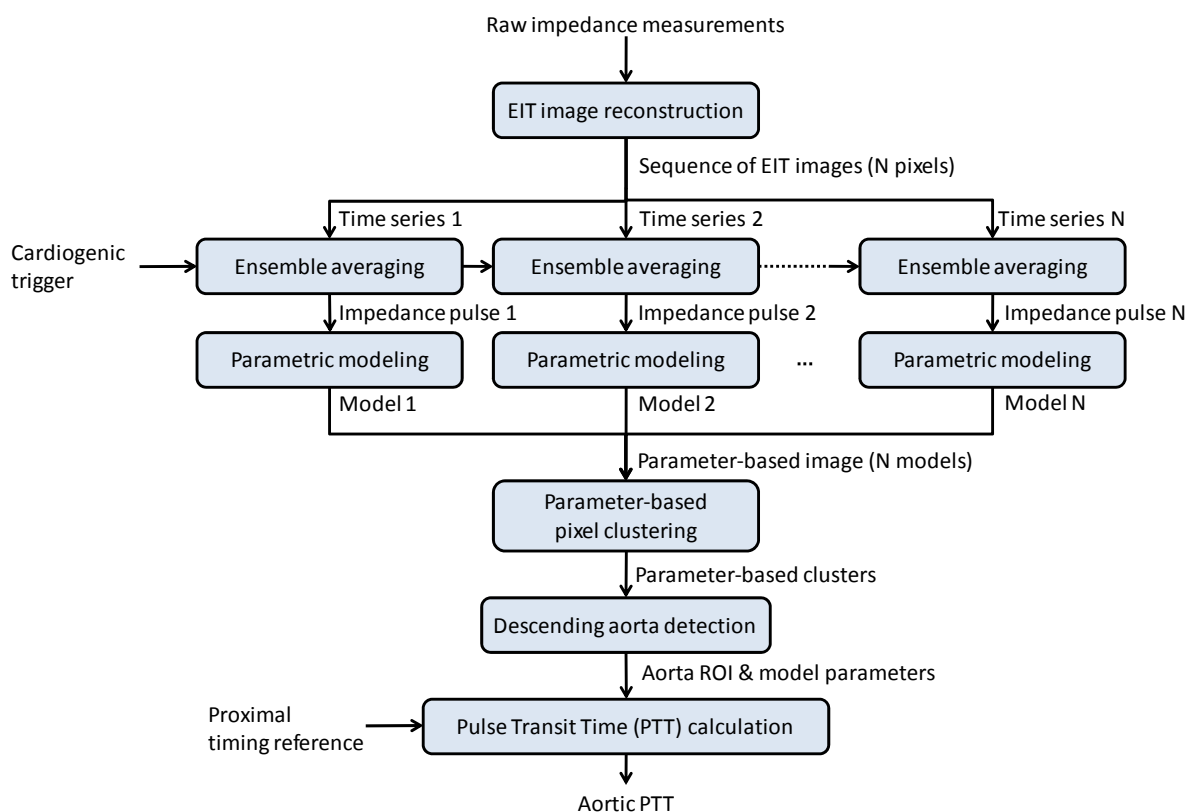 Raw impedance measurements
EIT image reconstruction
Sequence of EIT images (N pixels)
Time series 1
Time series 2
Time series N
Cardiogenic
trigger
Ensemble averaging
Ensemble averaging
Ensemble averaging
Impedance pulse 1
Impedance pulse 2
Impedance pulse N
Parametric modeling
Parametric modeling
...
Parametric modeling
Model 1
Model 2
Model N
Parameter-based image (N models)
Parameter-based
pixel clustering
Parameter-based clusters
Descending aorta detection
Aorta ROI & model parameters
Proximal
timing reference
Pulse Transit Time (PTT) calculation
Aortic PTT